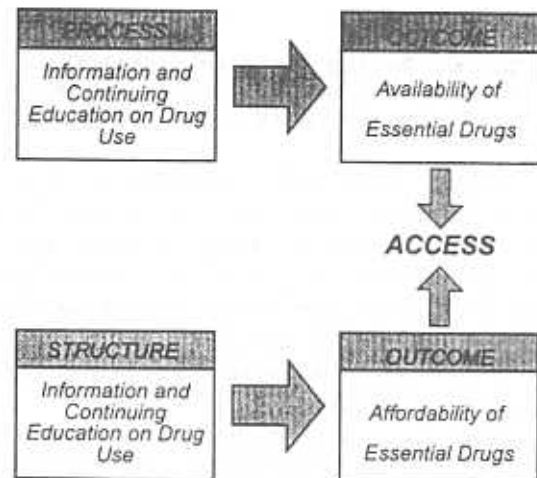 PROCESS
Information and
Continuing
Education on Drug
Use
OUTCOME
Availability of
Essential Drugs
ACCESS
STRUCTURE
Information and
Continuing
Education on Drug
Use
OUTCOME
Affordability of
Essential Drugs